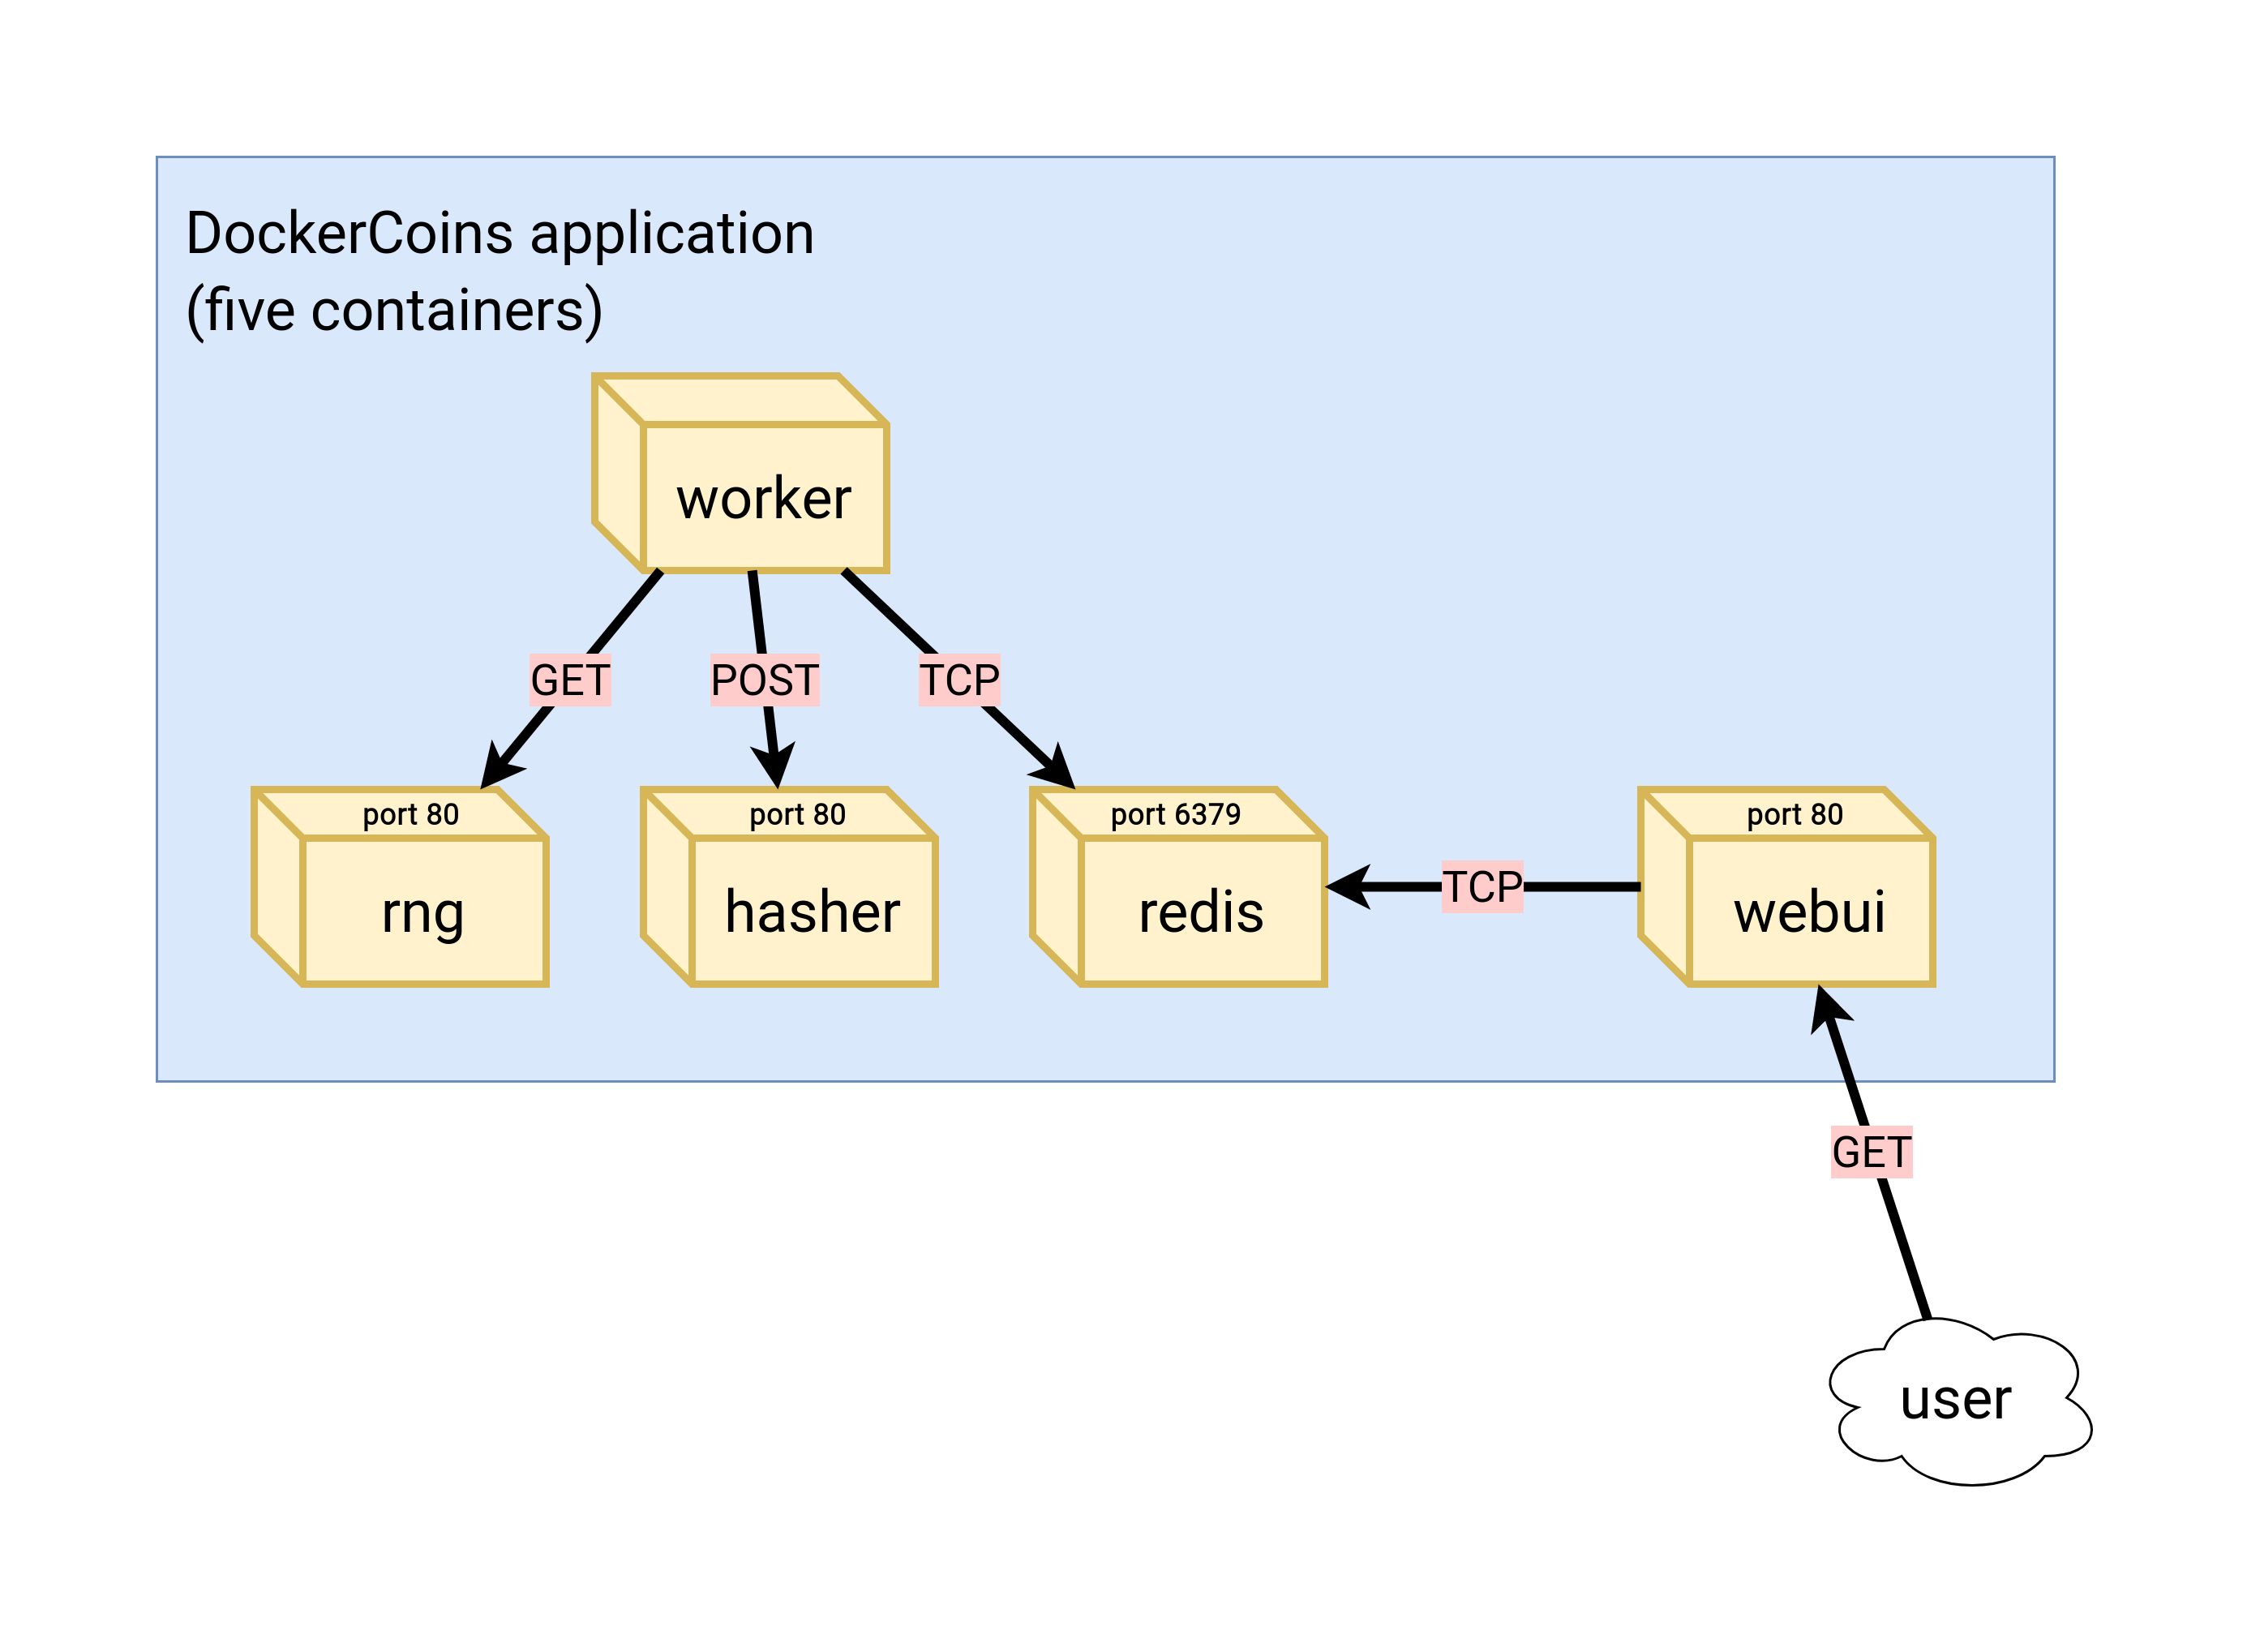 DockerCoins application
(five containers)
worker
GET
POST
TCP
port 80
port 80
port 6379
port 80
rng
hasher
redis
TCP
webui
GET
user